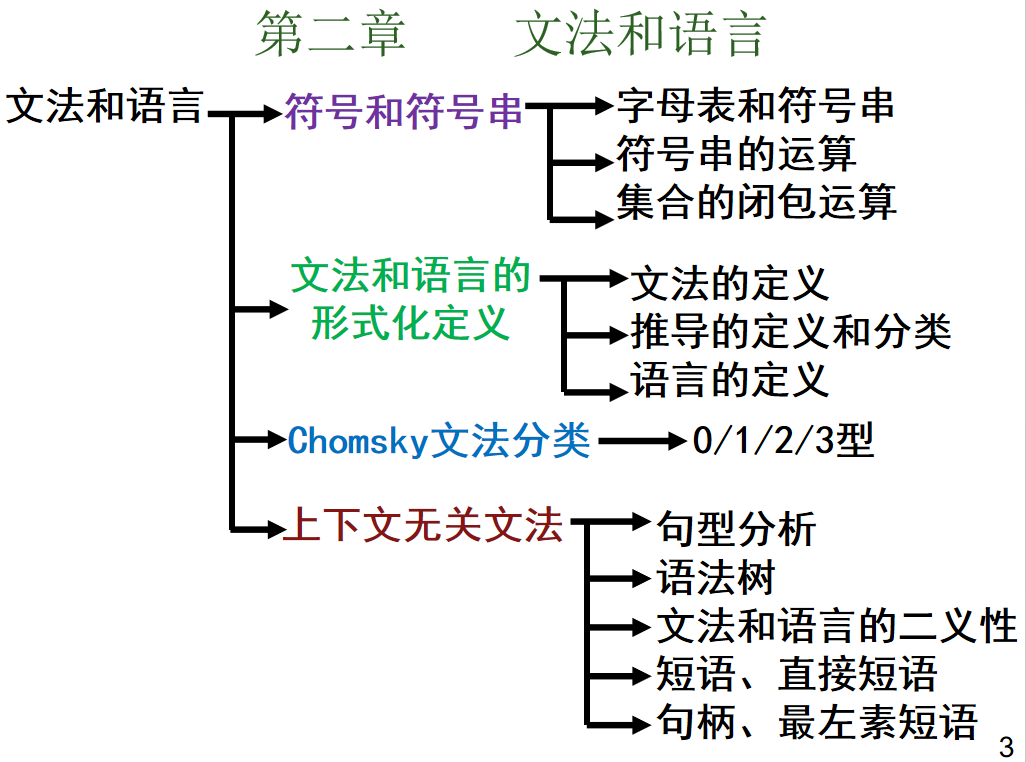 第二章 文法和语言
文法和语言
符号和符号串
字母表和符号串
符号串的运算
集合的闭包运算
文法和语言的
形式化定义
文法的定义
推导的定义和分类
语言的定义
Chomsky文法分类
0/1/2/3型
上下文无关文法
句型分析
语法树
文法和语言的二义性
短语、直接短语
句柄、最左素短语
3